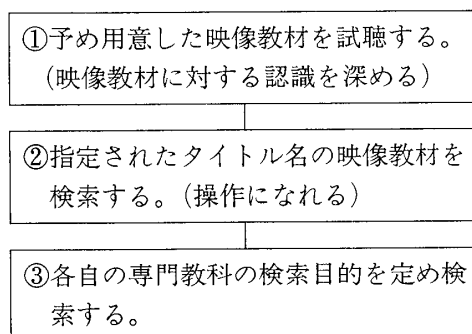 ①予め用意した映像教材を試聴する。
(映像教材に対する認識を深める)
②指定されたタイトル名の映像教材を
検索する。(操作になれる)
③各自の専門教科の検索目的を定め検
索する。